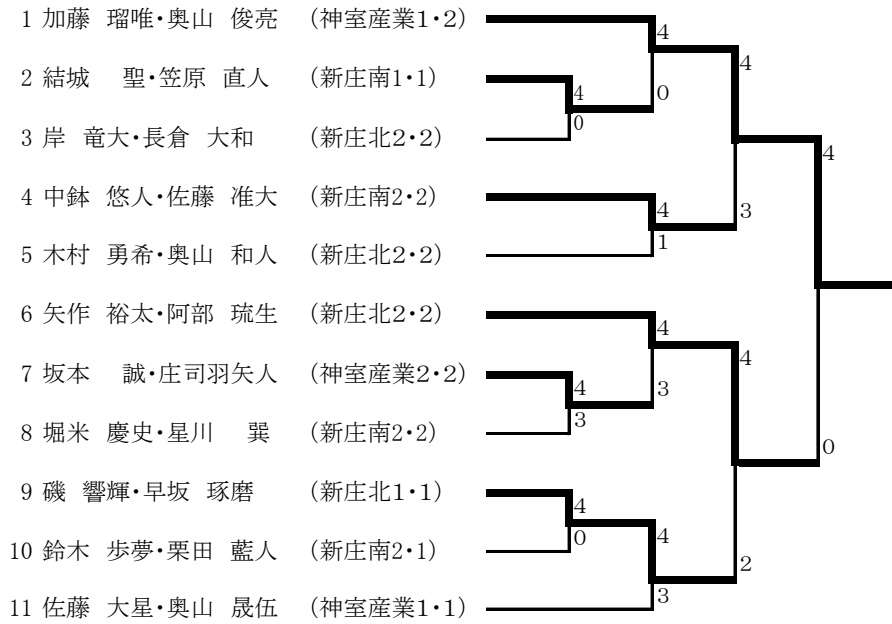 1 加藤 瑠唯・奥山 俊亮 (神室産業1・2)
4
4
2 結城 聖・笠原 直人 (新庄南1・1)
4
0
0
3 岸 竜大・長倉 大和 (新庄北2・2)
4
4 中鉢 悠人・佐藤 准大 (新庄南2・2)
4
3
1
5 木村 勇希・奥山 和人 (新庄北2・2)
6 矢作 裕太・阿部 琉生 (新庄北2・2)
4
4
7 坂本 誠・庄司羽矢人 (神室産業2・2)
4
3
3
8 堀米 慶史・星川 巽 (新庄南2・2)
0
9 磯 響輝・早坂 琢磨 (新庄北1・1)
4
0
4
10 鈴木 歩夢・栗田 藍人 (新庄南2・1)
2
3
11 佐藤 大星・奥山 晟伍 (神室産業1・1)